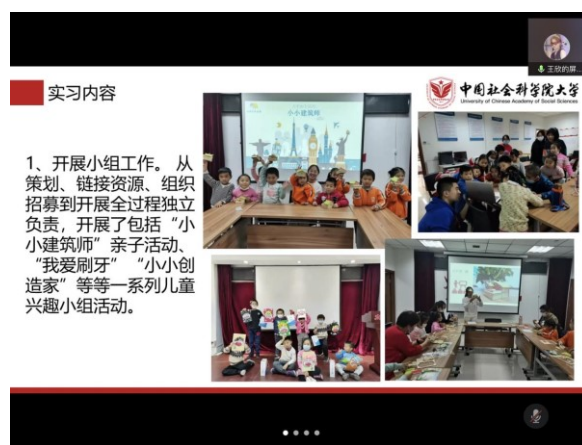 王欣的屏...
实习内容
中国社会科学院大学
University of Chinese Academy of Social Sciences
1、开展小组工作。从
策划、链接资源、组织
招募到开展全过程独立
负责，开展了包括“小
小建筑师”亲子活动、
“我爱刷牙”“小小创
造家”等等一系列儿童
兴趣小组活动。
小小建筑师